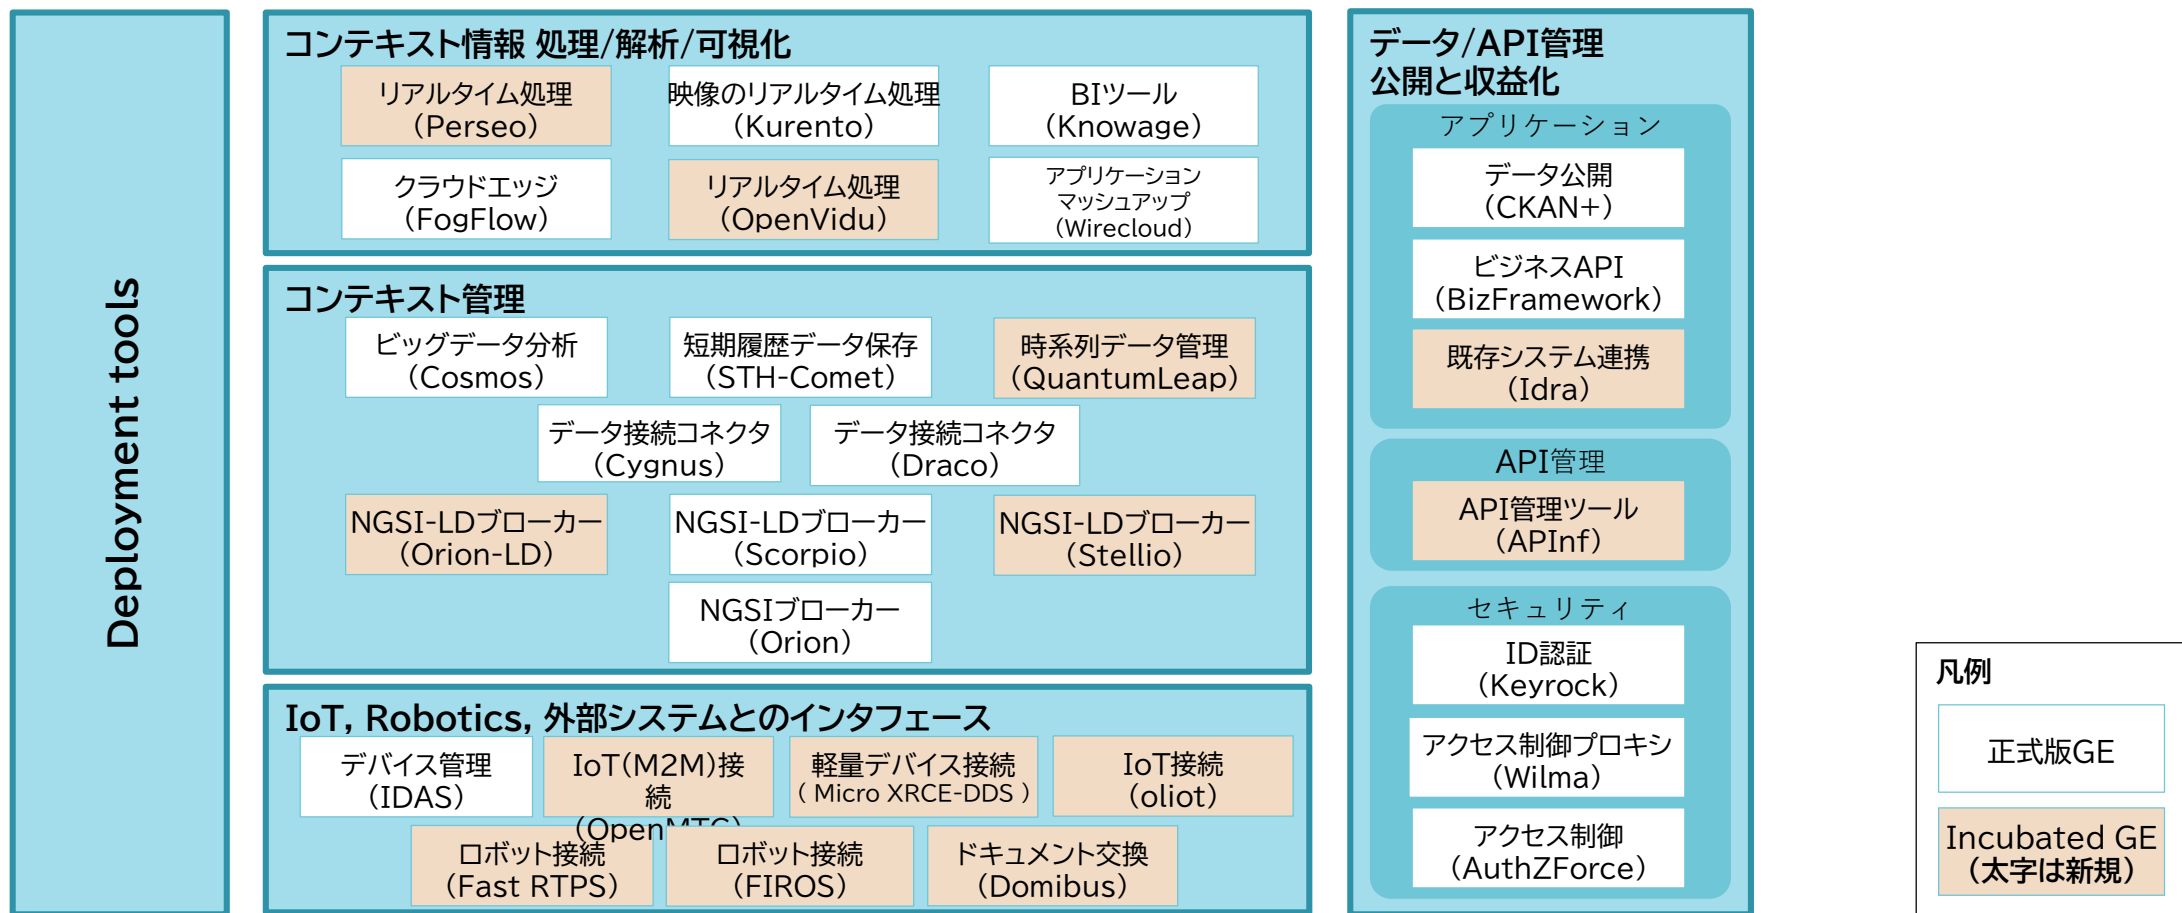 Deployment tools
コンテキスト情報 処理/解析/可視化
リアルタイム処理
（Perseo）
映像のリアルタイム処理
（Kurento）
BIツール
（Knowage）
クラウドエッジ
（FogFlow）
リアルタイム処理
（OpenVidu）
アプリケーション
マッシュアップ
（Wirecloud）
コンテキスト管理
ビッグデータ分析
（Cosmos）
短期履歴データ保存
（STH-Comet）
時系列データ管理
（QuantumLeap）
データ接続コネクタ
（Cygnus）
データ接続コネクタ
（Draco）
NGSI-LDブローカー
（Orion-LD）
NGSI-LDブローカー
（Scorpio）
NGSI-LDブローカー
（Stellio）
NGSIブローカー
（Orion）
IoT, Robotics, 外部システムとのインタフェース
デバイス管理
（IDAS）
IoT(M2M)接
続
（OpenMTC）
軽量デバイス接続
（ Micro XRCE-DDS ）
IoT接続
（oliot）
ロボット接続
（Fast RTPS）
ロボット接続
（FIROS）
ドキュメント交換
（Domibus）
データ/API管理
公開と収益化
アプリケーション
データ公開
（CKAN+）
ビジネスAPI
（BizFramework）
既存システム連携
（Idra）
API管理
API管理ツール
（APInf）
セキュリティ
ID認証
（Keyrock）
アクセス制御プロキシ
（Wilma）
アクセス制御
（AuthZForce）
凡例
正式版GE
Incubated GE
（太字は新規）